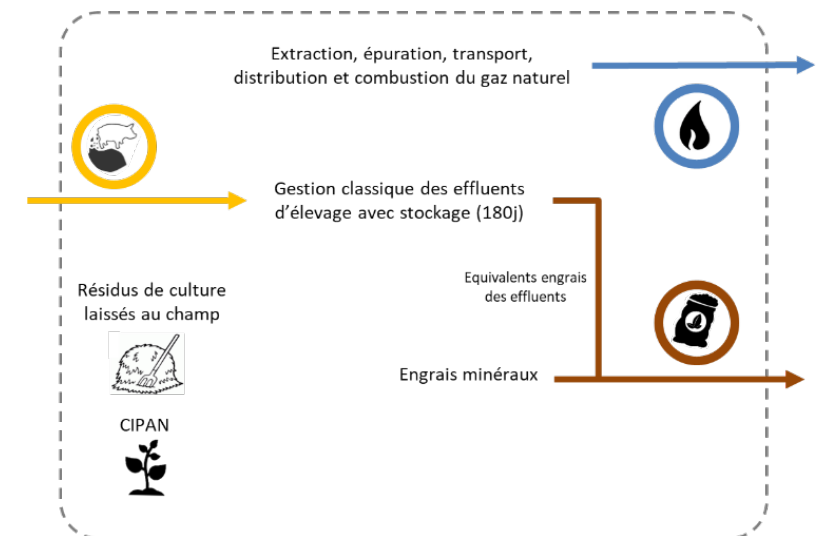 Extraction, épuration, transport,
distribution et combustion du gaz naturel
Gestion classique des effluents
d'élevage avec stockage (180j)
Equivalents engrais
des effluents
Résidus de culture
laissés au champ
Engrais minéraux
CIPAN